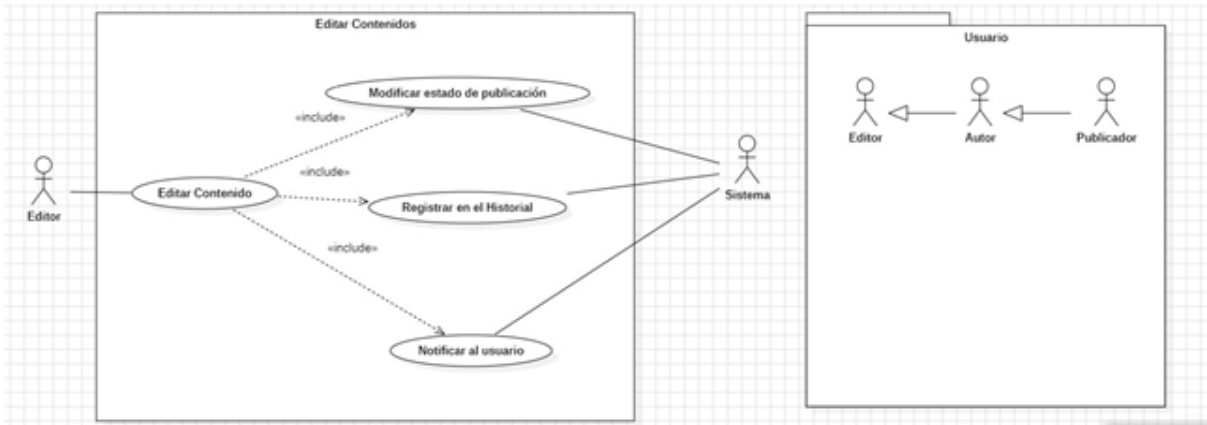 Editar Contenidos
Modificar estado de publicación
«include»
«include»
Editar Contenido
Registrar en el Historial
Editor
Sistema
«include»
Notificar al usuario
Usuario
Editor
Autor
Publicador